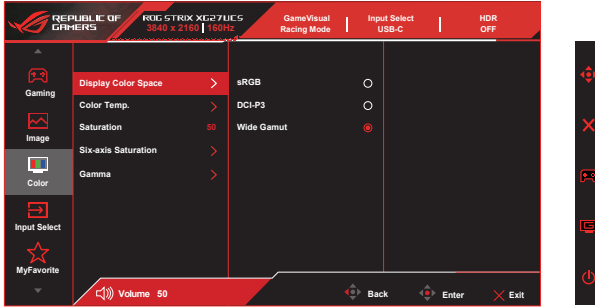 REPUBLIC OF
GAMERS
ROG STRIX XG27UCS
3840 x 2160 160Hz
GameVisual
Racing Mode
Input Select
USB-C
HDR
OFF
Gaming
Image
Color
Input Select
MyFavorite
Display Color Space
Color Temp.
Saturation 50
Six-axis Saturation
Gamma
sRGB
DCI-P3
Wide Gamut
Volume 50
Back
Enter
Exit